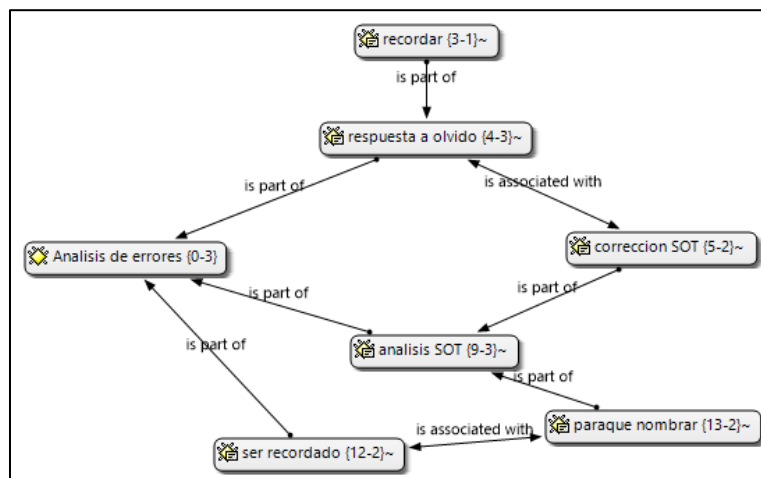 recordar {3-1}~
is part of
respuesta a olvido {4-3}~
is part of
is associated with
Analisis de errores {0-3}
correccion SOT {5-2}~
is part of
is part of
is part of
analisis SOT {9-3}~
is part of
paraque nombrar {13-2}~
is associated with
ser recordado {12-2}~